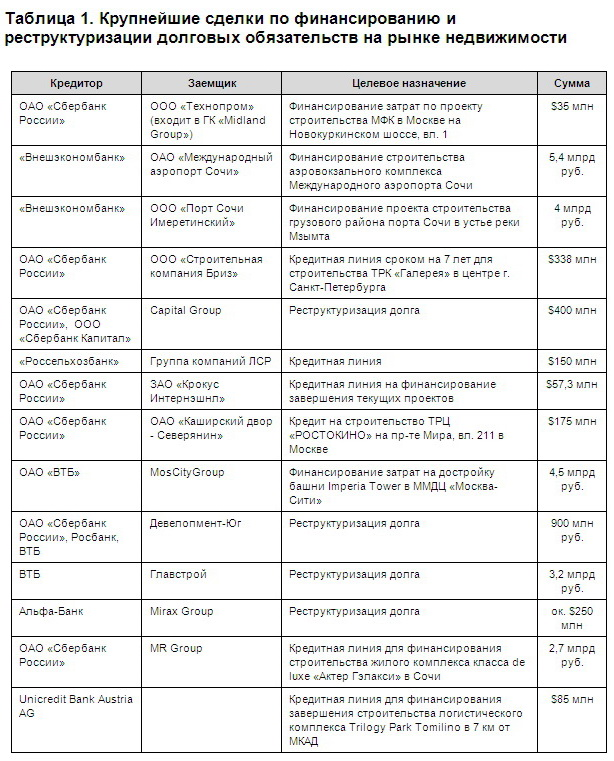 Таблица 1. Крупнейшие сделки по финансированию и
реструктуризации долговых обязательств на рынке недвижимости
Кредитор Заемщик Целевое назначение Сумма
ОАО «Сбербанк ООО «Технопром» Финансирование затрат по проекту $35 млн
России» (входит в ГК «Midland строительства МФК в Москве на
Group») Новокуркинском шоссе, вл. 1
«Внешэкономбанк» ОАО «Международный Финансирование строительства 5,4 млрд
аэропорт Сочи» аэровокзального комплекса руб.
Международного аэропорта Сочи
«Внешэкономбанк» ООО «Порт Сочи Финансирование проекта строительства 4 млрд
Имеретинский» грузового района порта Сочи в устье реки руб.
Мзымта
ОАО «Сбербанк ООО «Строительная Кредитная линия сроком на 7 лет для $338 млн
России» компания Бриз» строительства ТРК «Галерея» в центре г.
Санкт-Петербурга
ОАО «Сбербанк Capital Group Реструктуризация долга $400 млн
России», ООО
«Сбербанк Капитал»
«Россельхозбанк» Группа компаний ЛСР Кредитная линия $150 млн
ОАО «Сбербанк ЗАО «Крокус Кредитная линия на финансирование $57,3 млн
России» Интернэшнл» завершения текущих проектов
ОАО «Сбербанк ОАО «Каширский двор Кредит на строительство ТРЦ $175 млн
России» - Северянин» «РОСТОКИНО» на пр-те Мира, вл. 211 в
Москве
ОАО «ВТБ» MosCityGroup Финансирование затрат на достройку 4,5 млрд
башни Imperia Tower в ММДЦ «Москва- руб.
Сити»
ОАО «Сбербанк Девелопмент-Юг Реструктуризация долга 900 млн
России», Росбанк, руб.
ВТБ
ВТБ Главстрой Реструктуризация долга 3,2 млрд
руб.
Альфа-Банк Mirax Group Реструктуризация долга ок. $250
млн
ОАО «Сбербанк MR Group Кредитная линия для финансирования 2,7 млрд
России» строительства жилого комплекса класса de руб.
luxe «Актер Гэлакси» в Сочи
Unicredit Bank Austria Кредитная линия для финансирования $85 млн
AG завершения строительства логистического
комплекса Trilogy Park Tomilino в 7 км от
МКАД